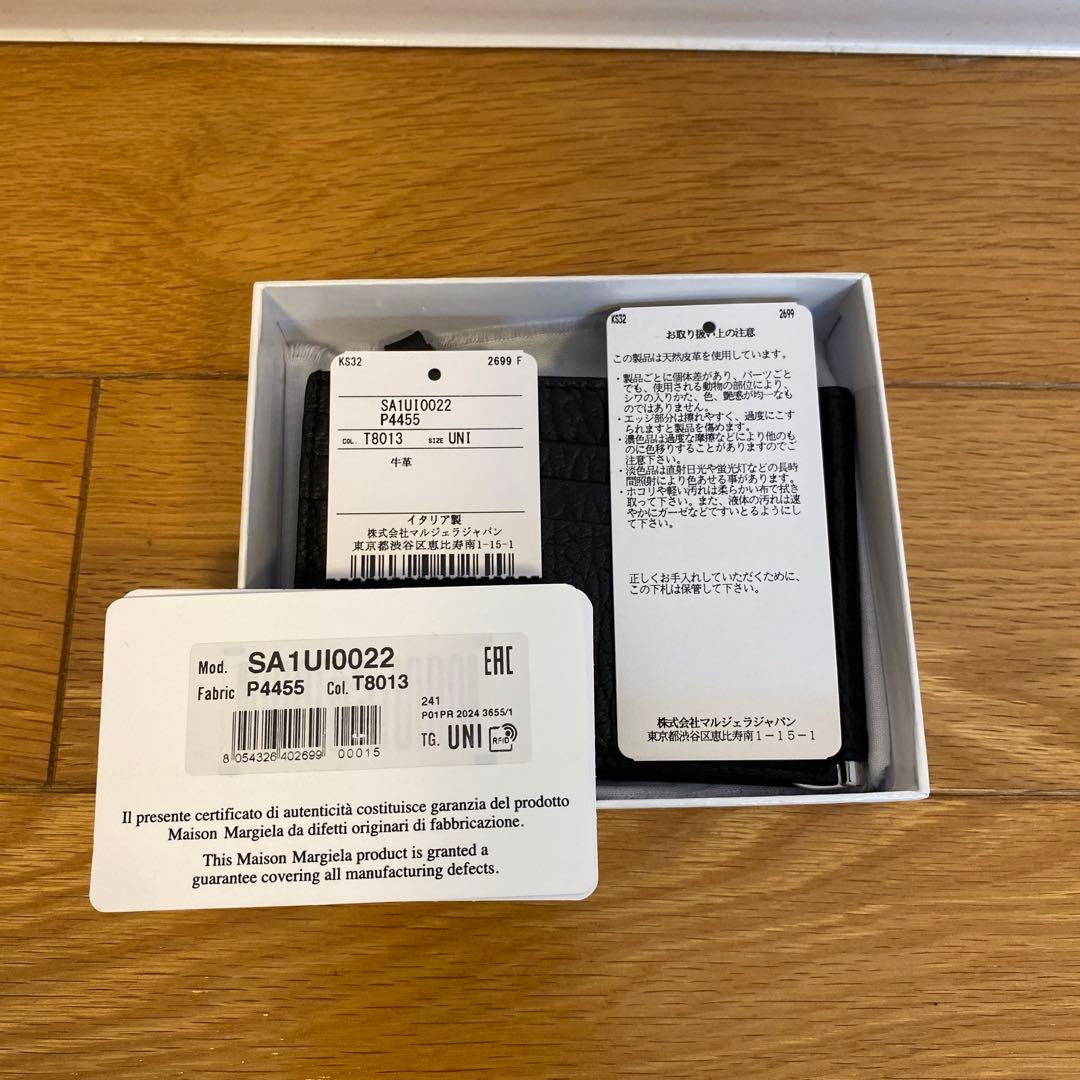 KS32 2699 F
SA1UI0022
P4455
COL. T8013 SIZE UNI
牛革
イタリア製
株式会社マルジェラジャパン
東京都渋谷区恵比寿南1-15-1
KS32 2699
お取り扱い上の注意
この製品は天然皮革を使用しています。
・製品ごとに個体差があり、パーツごと
でも、使用される動物の部位により、
シワの入りかた、色、艶感が均一なも
のではありません。
・エッジ部分は擦れやすく、過度にこす
られますと製品を傷めます。
・濃色品は過度な摩擦などにより他のも
のに色移りすることがありますのでご
注意下さい。
・淡色品は直射日光や蛍光灯などの長時
間照射により色あせる事があります。
・ホコリや軽い汚れは柔らかい布で拭き
取って下さい。また、液体の汚れは速
やかにガーゼなどですいとるようにし
て下さい。
正しくお手入れしていただくために、
この下札は保管して下さい。
株式会社マルジェラジャパン
東京都渋谷区恵比寿南1-15-1
Mod. SA1UI0022 EAC
Fabric P4455 Col. T8013
241
P01PR 2024 3655/1
TG. UNI RFID
8 054326 402699 00015
Il presente certificato di autenticità costituisce garanzia del prodotto
Maison Margiela da difetti originari di fabbricazione.
This Maison Margiela product is granted a
guarantee covering all manufacturing defects.